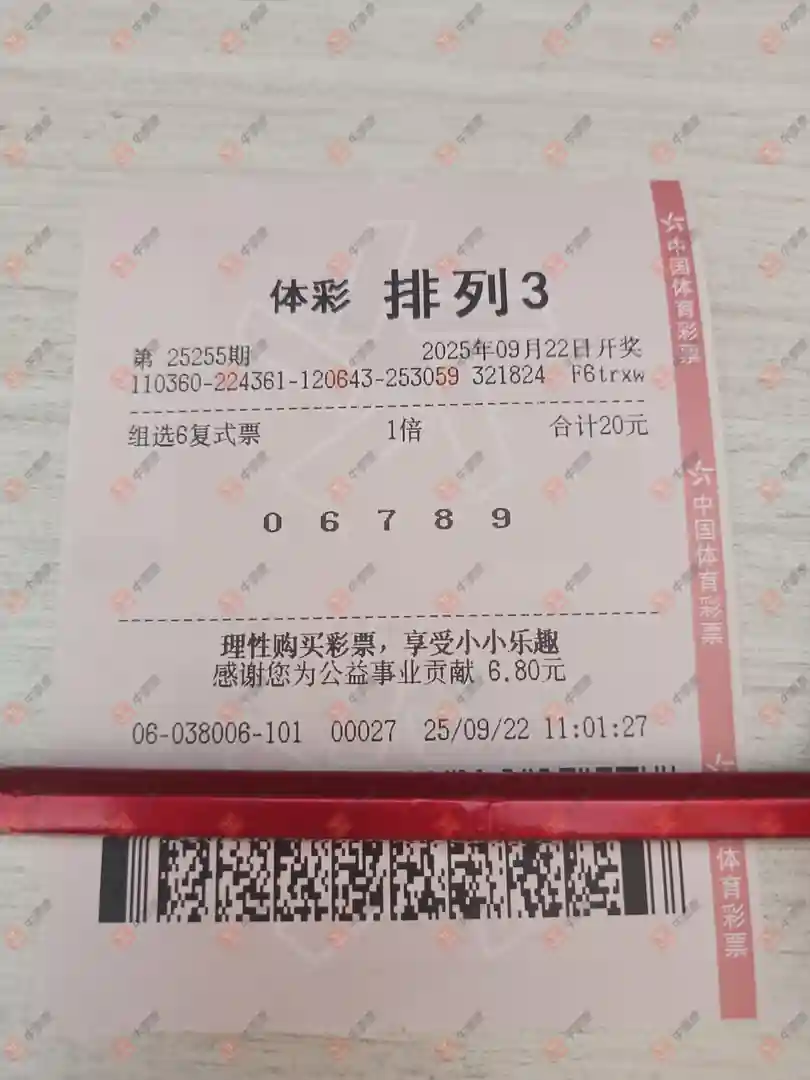 体彩 排列3
第 25255期 2025年09月22日开奖
110360-224361-120643-253059 321824 F6trxw
组选6复式票 1倍 合计20元
0 6 7 8 9
理性购买彩票，享受小小乐趣
感谢您为公益事业贡献 6.80元
06-038006-101 00027 25/09/22 11:01:27
中国体育彩票
中国体育彩票
体育彩票